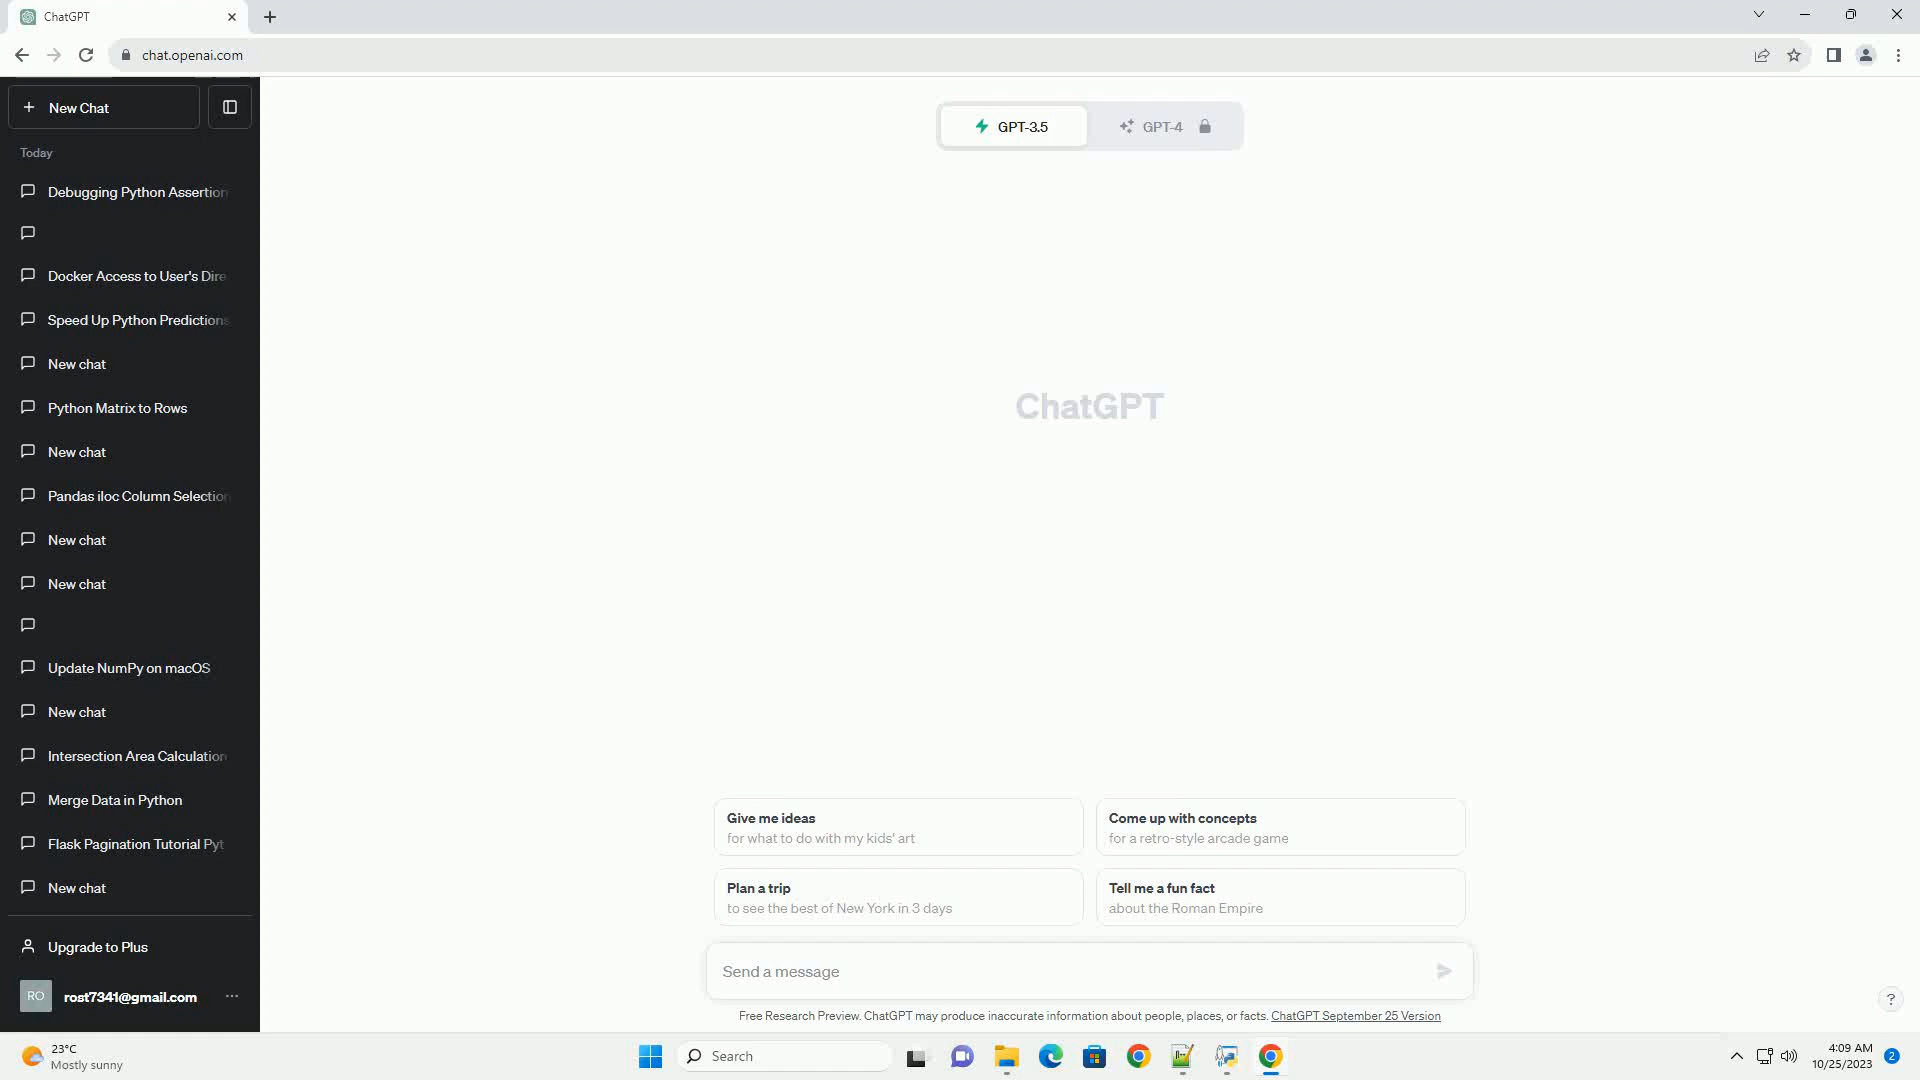 ChatGPT
chat.openai.com
New Chat
GPT-3.5
GPT-4
Today
Debugging Python Assertion
Docker Access to User's Dire
Speed Up Python Predictions
New chat
Python Matrix to Rows
New chat
Pandas iloc Column Selection
New chat
New chat
Update NumPy on macOS
New chat
Intersection Area Calculation
Merge Data in Python
Flask Pagination Tutorial Pyt
New chat
Upgrade to Plus
RO
rost7341@gmail.com
ChatGPT
Give me ideas
for what to do with my kids' art
Come up with concepts
for a retro-style arcade game
Plan a trip
to see the best of New York in 3 days
Tell me a fun fact
about the Roman Empire
Send a message
Free Research Preview. ChatGPT may produce inaccurate information about people, places, or facts. ChatGPT September 25 Version
?
23°C
Mostly sunny
Search
4:09 AM
10/25/2023
2